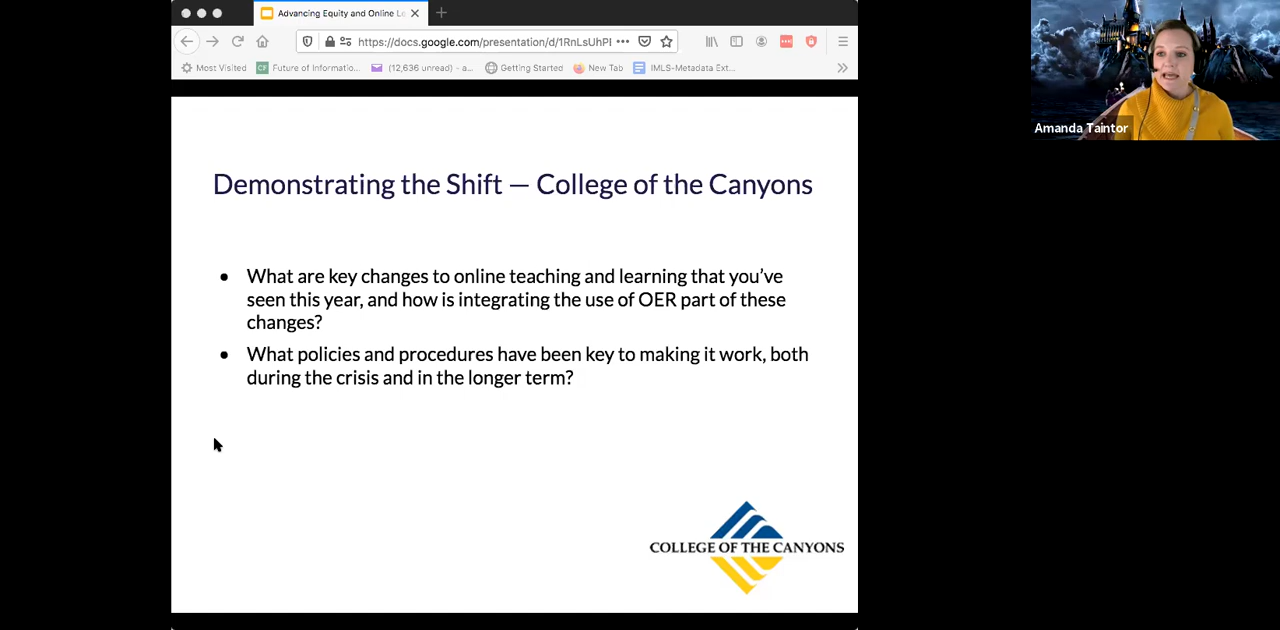 Advancing Equity and Online Le
https://docs.google.com/presentation/d/1RnLsUhPI
Most Visited
Future of Informatio...
(12,636 unread) - a...
Getting Started
New Tab
IMLS-Metadata Ext...
Amanda Taintor
Demonstrating the Shift — College of the Canyons
• What are key changes to online teaching and learning that you've
seen this year, and how is integrating the use of OER part of these
changes?
• What policies and procedures have been key to making it work, both
during the crisis and in the longer term?
COLLEGE OF THE CANYONS